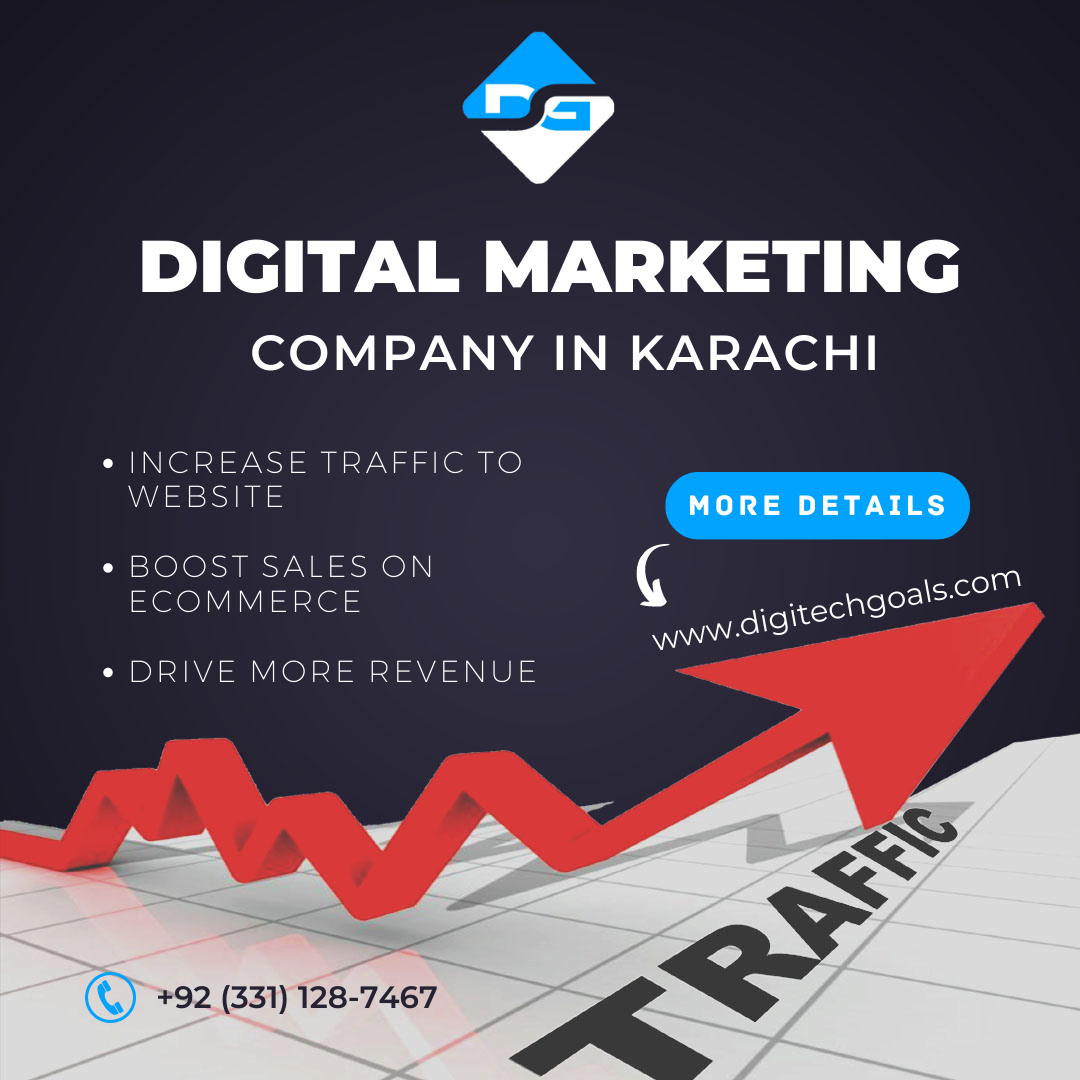 DG
DIGITAL MARKETING
COMPANY IN KARACHI
• INCREASE TRAFFIC TO
WEBSITE
• BOOST SALES ON
ECOMMERCE
• DRIVE MORE REVENUE
MORE DETAILS
www.digitechgoals.com
TRAFFIC
+92 (331) 128-7467